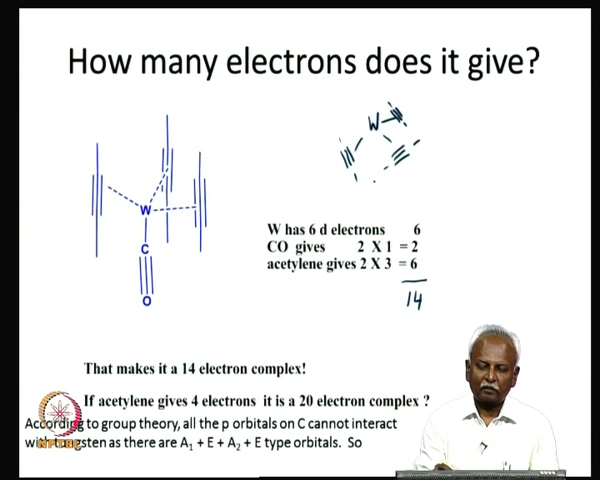 How many electrons does it give?
W
W
C
O
W has 6 d electrons 6
CO gives 2 X 1 = 2
acetylene gives 2 X 3 = 6
14
That makes it a 14 electron complex!
If acetylene gives 4 electrons it is a 20 electron complex ?
According to group theory, all the p orbitals on C cannot interact
with tungsten as there are A1 + E + A2 + E type orbitals. So
NPTEL